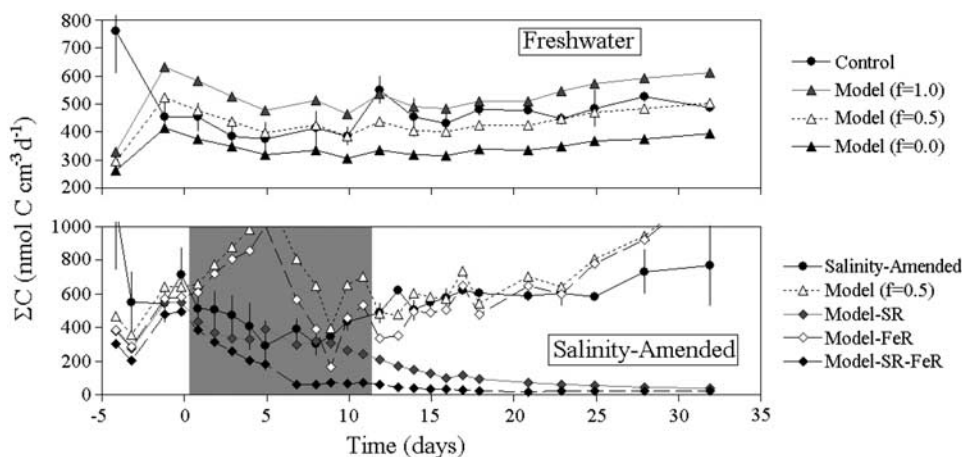 800
700
600
500
400
300
200
Freshwater
Control
Model (f=1.0)
Model (f=0.5)
Model (f=0.0)
ΣC (nmol C cm⁻³ d⁻¹)
1000
800
600
400
200
0
Salinity-Amended
Salinity-Amended
Model (f=0.5)
Model-SR
Model-FeR
Model-SR-FeR
-5 0 5 10 15 20 25 30 35
Time (days)